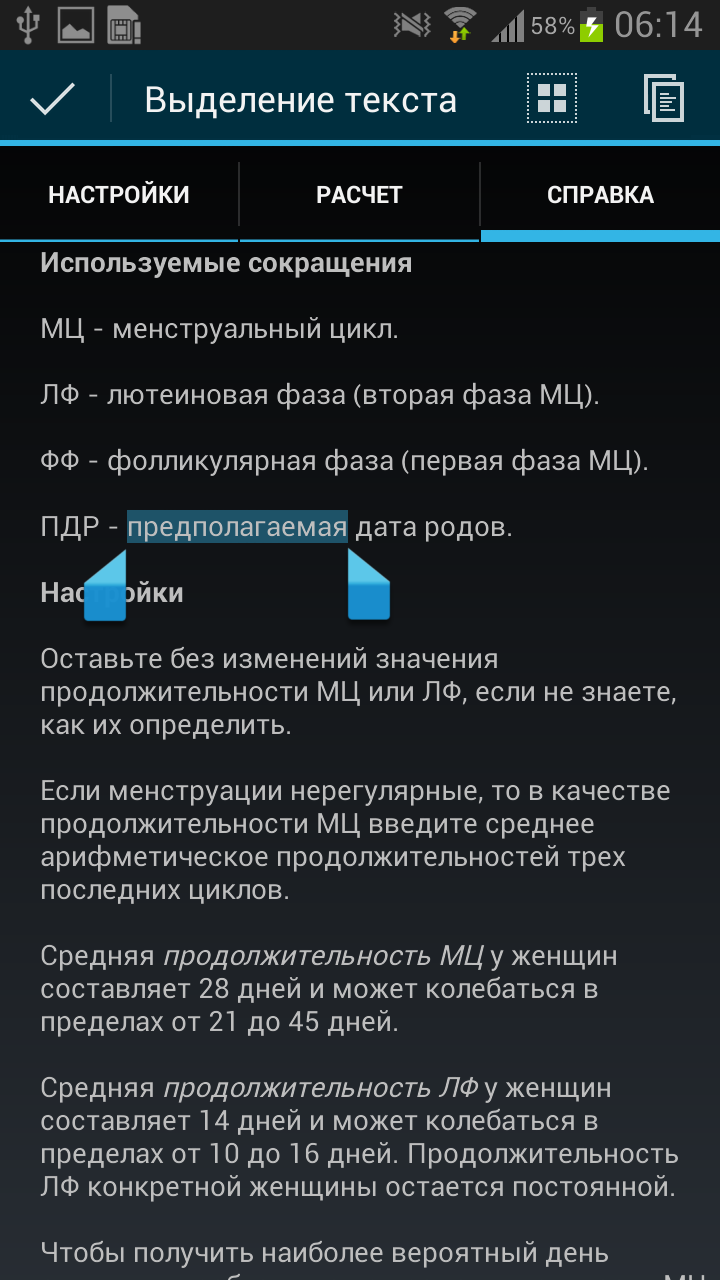 58% 06:14
Выделение текста
НАСТРОЙКИ РАСЧЕТ СПРАВКА
Используемые сокращения
МЦ - менструальный цикл.
ЛФ - лютеиновая фаза (вторая фаза МЦ).
ФФ - фолликулярная фаза (первая фаза МЦ).
ПДР - предполагаемая дата родов.
Настройки
Оставьте без изменений значения
продолжительности МЦ или ЛФ, если не знаете,
как их определить.
Если менструации нерегулярные, то в качестве
продолжительности МЦ введите среднее
арифметическое продолжительностей трех
последних циклов.
Средняя продолжительность МЦ у женщин
составляет 28 дней и может колебаться в
пределах от 21 до 45 дней.
Средняя продолжительность ЛФ у женщин
составляет 14 дней и может колебаться в
пределах от 10 до 16 дней. Продолжительность
ЛФ конкретной женщины остается постоянной.
Чтобы получить наиболее вероятный день